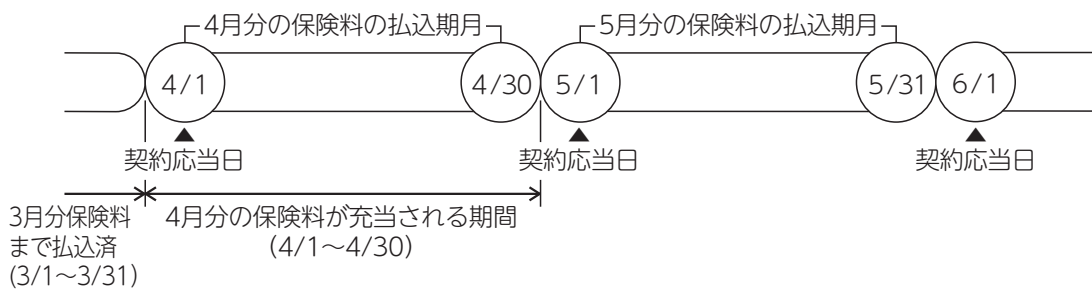 4月分の保険料の払込期月
5月分の保険料の払込期月
4/1
4/30
5/1
5/31
6/1
契約応当日
契約応当日
契約応当日
3月分保険料
まで払込済
(3/1〜3/31)
4月分の保険料が充当される期間
（4/1〜4/30）